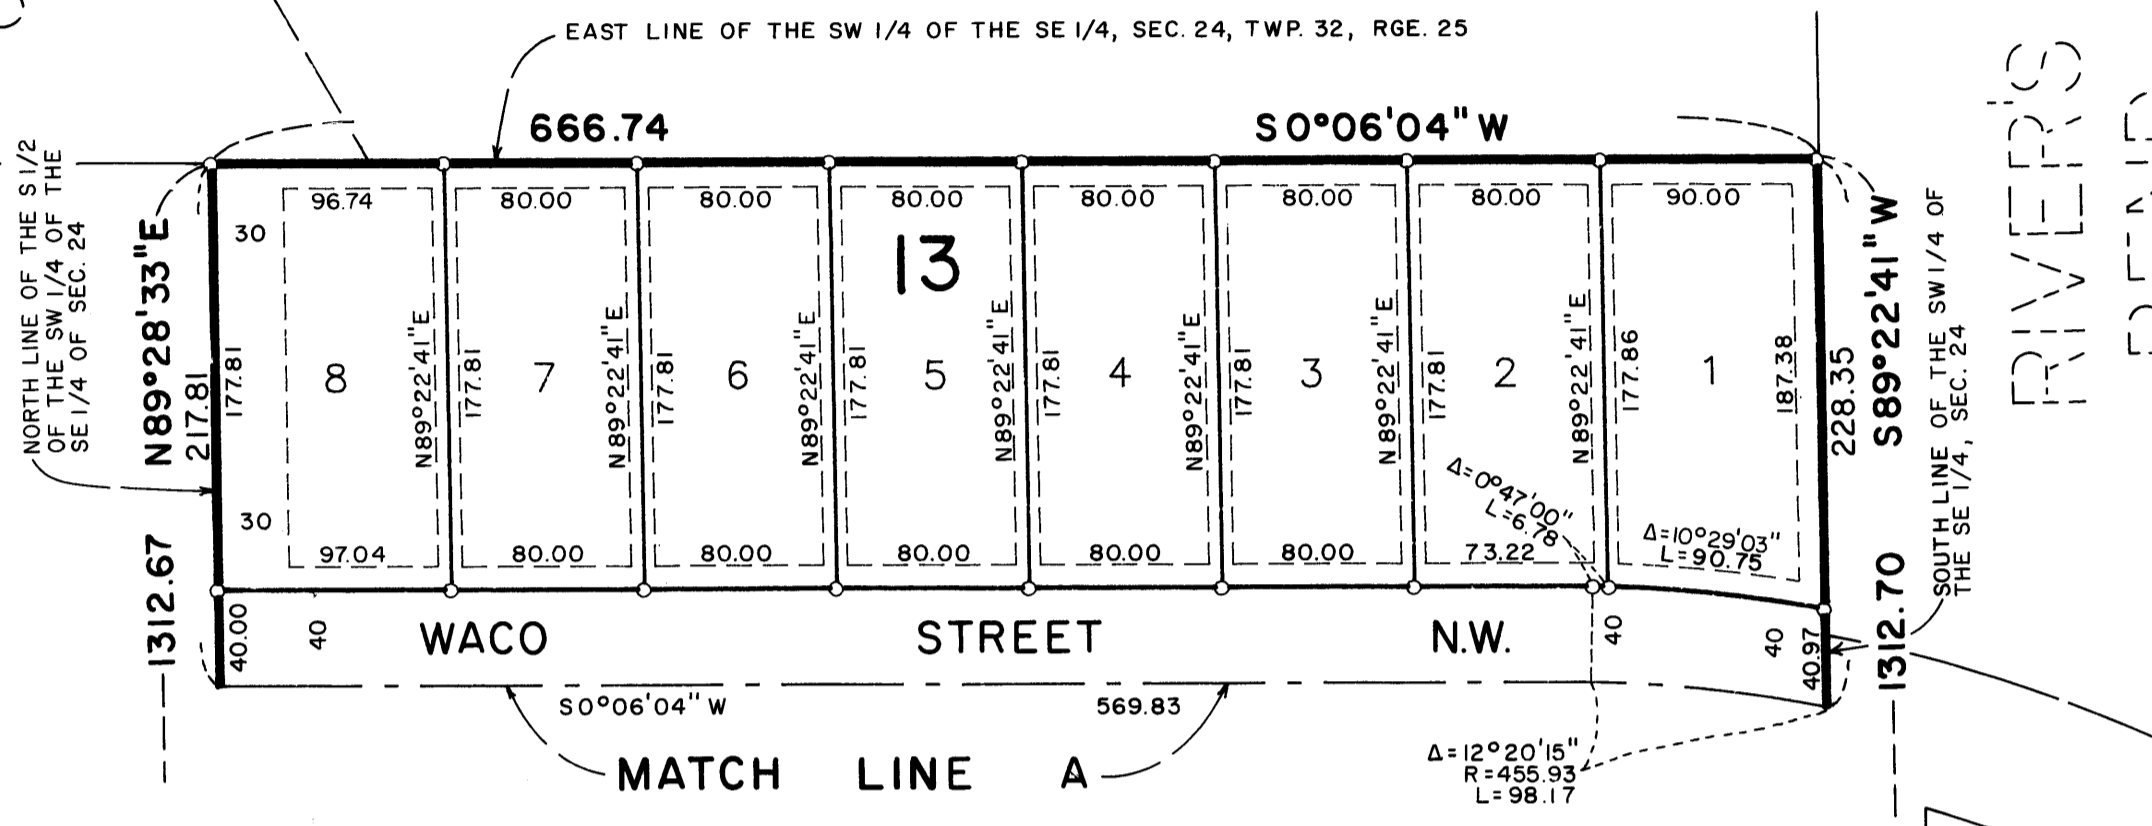 EAST LINE OF THE SW 1/4 OF THE SE 1/4, SEC. 24, TWP. 32, RGE. 25
666.74
S0°06'04"W
NORTH LINE OF THE S 1/2
OF THE SW 1/4 OF THE
SE 1/4 OF SEC. 24
N89°28'33"E
217.81
1312.67
177.81
30
30
96.74
8
97.04
N89°22'41"E
177.81
80.00
7
80.00
N89°22'41"E
177.81
80.00
6
80.00
N89°22'41"E
177.81
80.00
13
5
80.00
N89°22'41"E
177.81
80.00
4
80.00
N89°22'41"E
177.81
80.00
3
80.00
N89°22'41"E
177.81
80.00
2
Δ=0°47'00"
L=6.78
73.22
N89°22'41"E
177.86
90.00
1
187.38
Δ=10°29'03"
L=90.75
228.35
S89°22'41"W
1312.70
SOUTH LINE OF THE SW 1/4 OF
THE SE 1/4, SEC. 24
RIVER'S
40.00
40
WACO STREET N.W.
40
40
40.97
S0°06'04"W
569.83
MATCH LINE A
Δ=12°20'15"
R=455.93
L=98.17